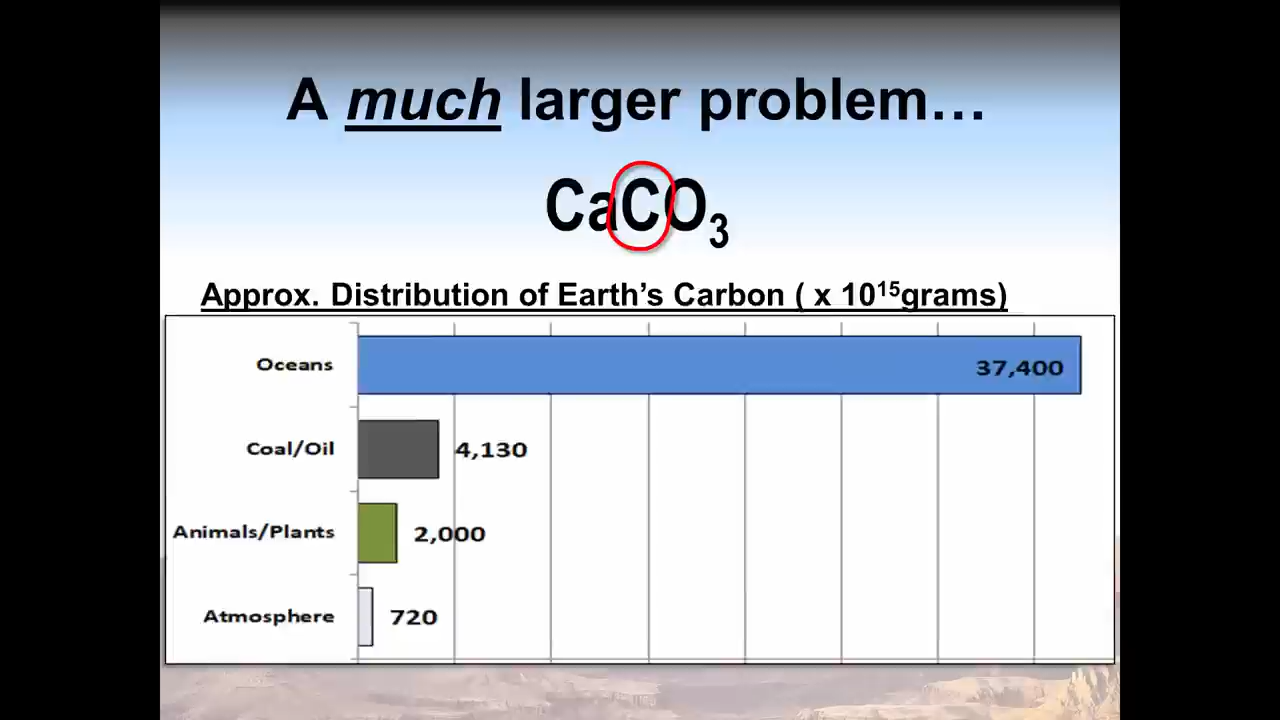 A much larger problem…
CaCO₃
Approx. Distribution of Earth's Carbon ( x 10¹⁵grams)
Oceans 37,400
Coal/Oil 4,130
Animals/Plants 2,000
Atmosphere 720